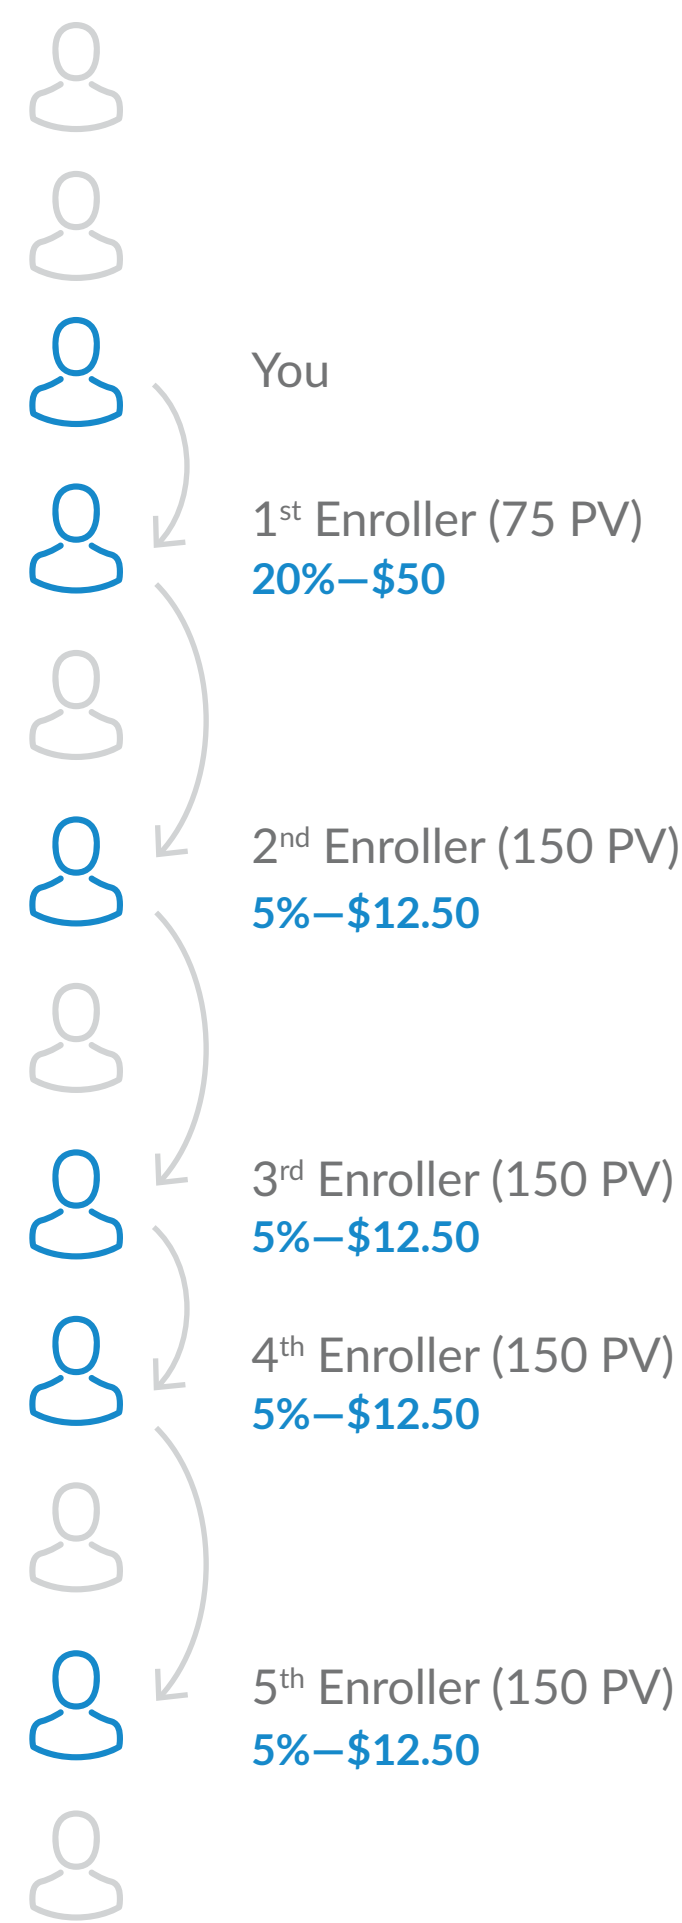 You
1st Enroller (75 PV)
20%—$50
2nd Enroller (150 PV)
5%—$12.50
3rd Enroller (150 PV)
5%—$12.50
4th Enroller (150 PV)
5%—$12.50
5th Enroller (150 PV)
5%—$12.50